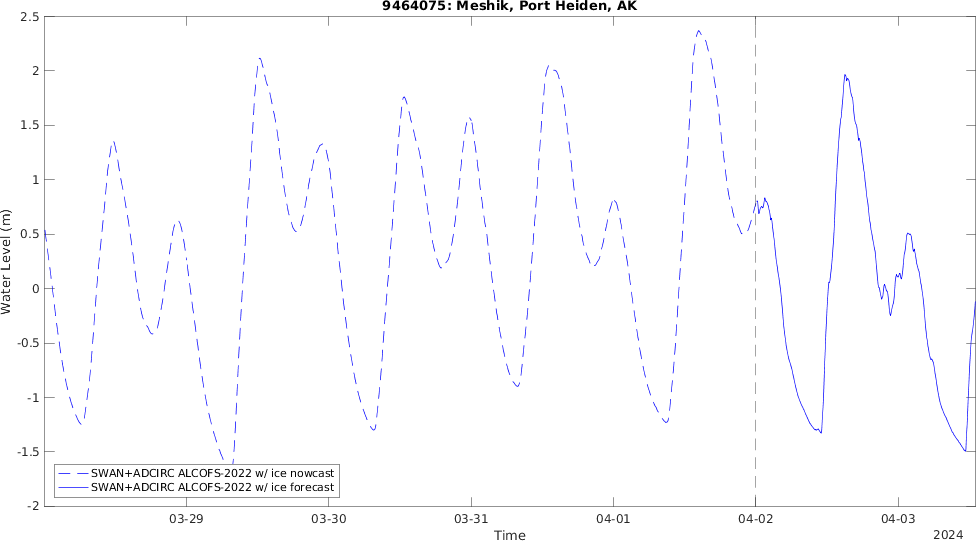 9464075: Meshik, Port Heiden, AK
2.5
2
1.5
1
0.5
0
-0.5
-1
-1.5
-2
Water Level (m)
SWAN+ADCIRC ALCOFS-2022 w/ ice nowcast
SWAN+ADCIRC ALCOFS-2022 w/ ice forecast
03-29 03-30 03-31 04-01 04-02 04-03
Time
2024